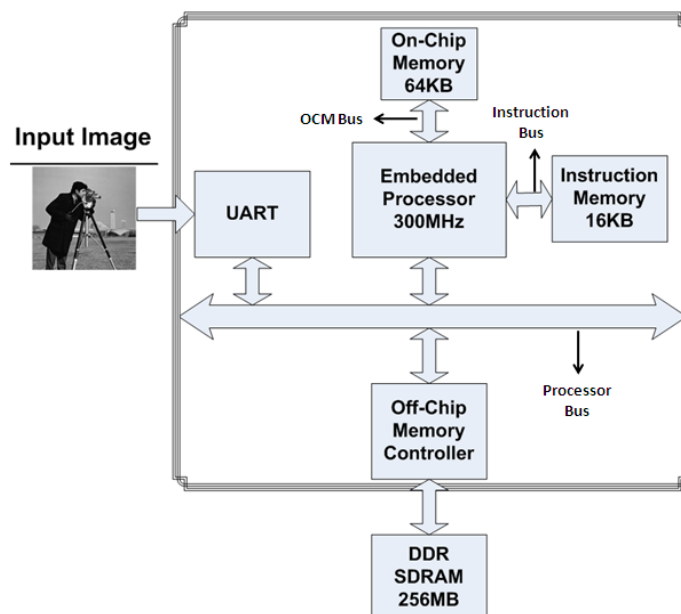 On-Chip
Memory
64KB
OCM Bus
Instruction
Bus
Input Image
UART
Embedded
Processor
300MHz
Instruction
Memory
16KB
Processor
Bus
Off-Chip
Memory
Controller
DDR
SDRAM
256MB